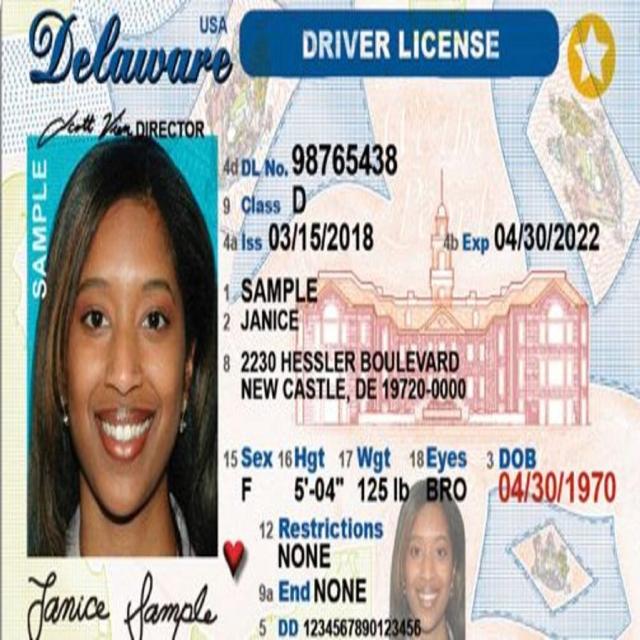 Delaware USA DRIVER LICENSE
Scott Vien DIRECTOR
SAMPLE
4d DL No. 98765438
9 Class D
4a Iss 03/15/2018 4b Exp 04/30/2022
1 SAMPLE
2 JANICE
8 2230 HESSLER BOULEVARD
NEW CASTLE, DE 19720-0000
15 Sex 16 Hgt 17 Wgt 18 Eyes 3 DOB
F 5'-04" 125 lb BRO 04/30/1970
12 Restrictions
NONE
9a End NONE
5 DD 1234567890123456
Janice Sample